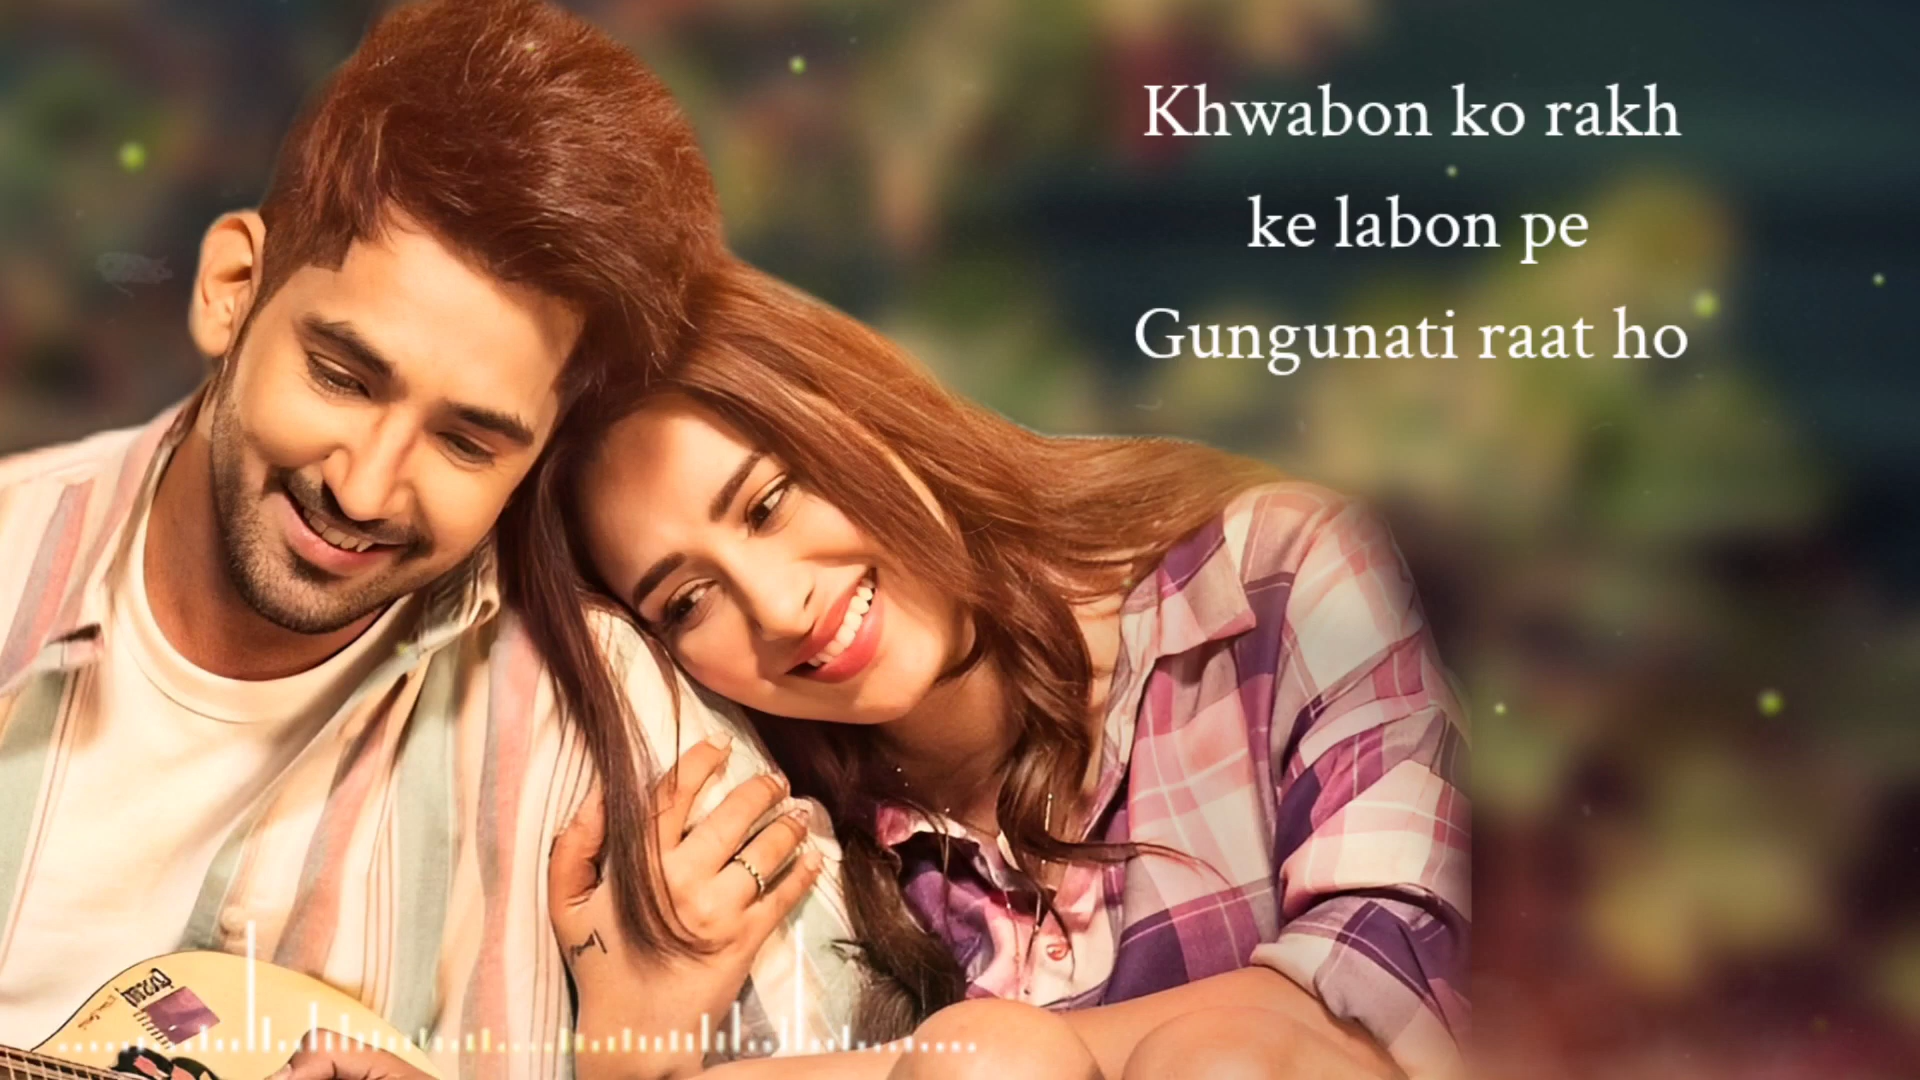 Khwabon ko rakh
ke labon pe
Gungunati raat ho